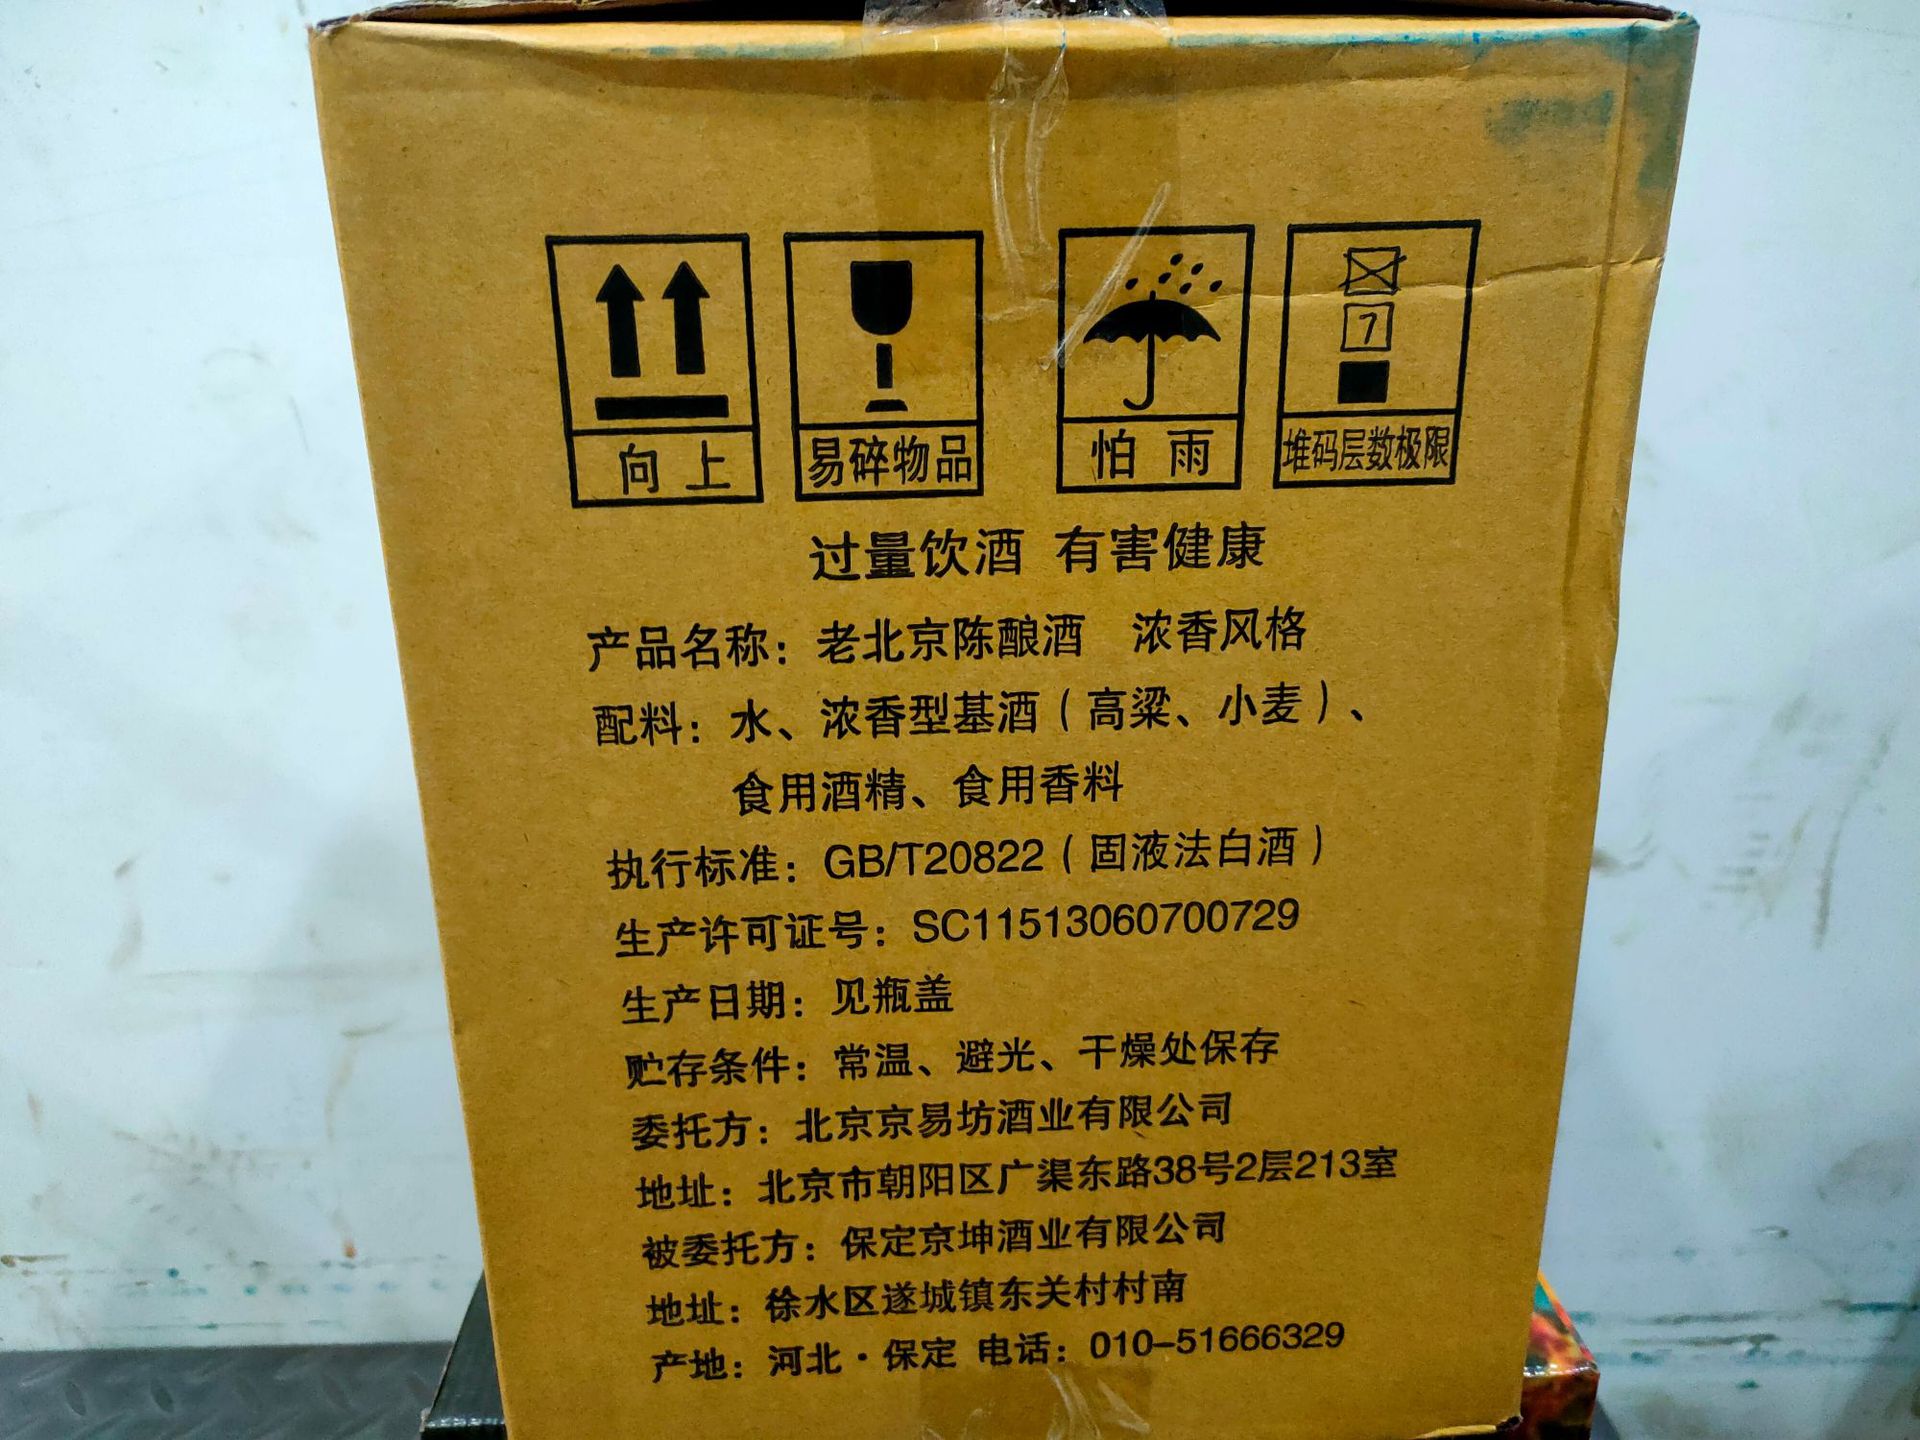 7
向上 易碎物品 怕雨 堆码层数极限
过量饮酒 有害健康
产品名称：老北京陈酿酒 浓香风格
配料：水、浓香型基酒（高粱、小麦）、
食用酒精、食用香料
执行标准：GB/T20822（固液法白酒）
生产许可证号：SC11513060700729
生产日期：见瓶盖
贮存条件：常温、避光、干燥处保存
委托方：北京京易坊酒业有限公司
地址：北京市朝阳区广渠东路38号2层213室
被委托方：保定京坤酒业有限公司
地址：徐水区遂城镇东关村村南
产地：河北·保定 电话：010-51666329